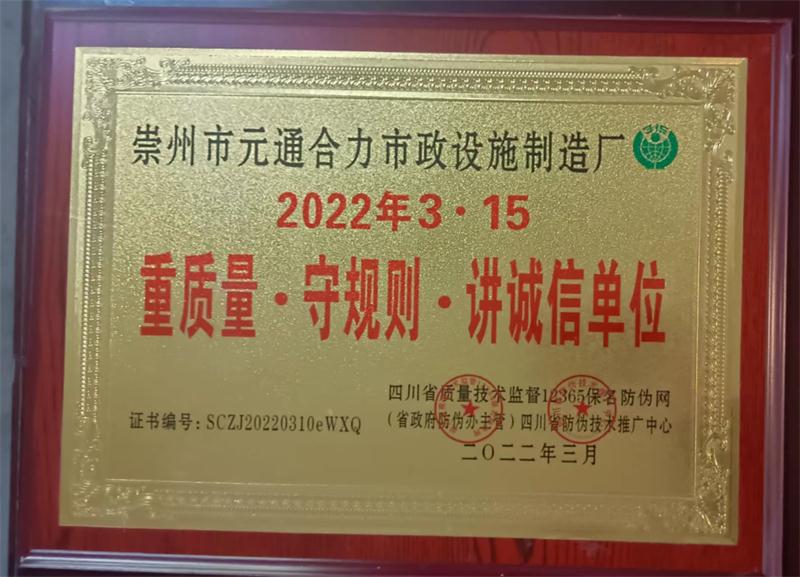 崇州市元通合力市政设施制造厂
315
2022年3·15
重质量·守规则·讲诚信单位
四川省质量技术监督12365保名防伪网
证书编号：SCZJ20220310eWXQ
（省政府防伪办主管）四川省防伪技术推广中心
二〇二二年三月